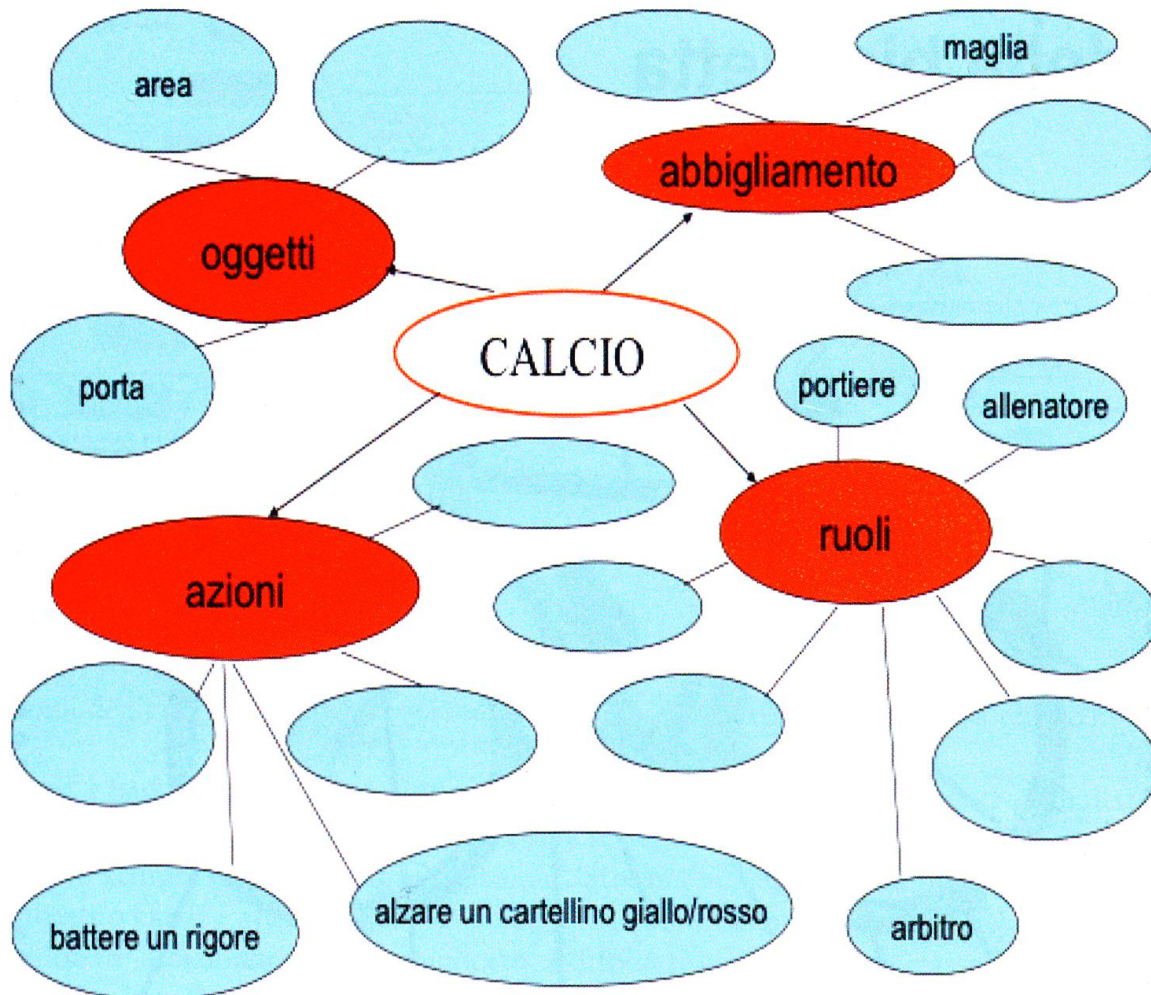 area
maglia
abbigliamento
oggetti
CALCIO
porta
portiere
allenatore
ruoli
azioni
battere un rigore
alzare un cartellino giallo/rosso
arbitro